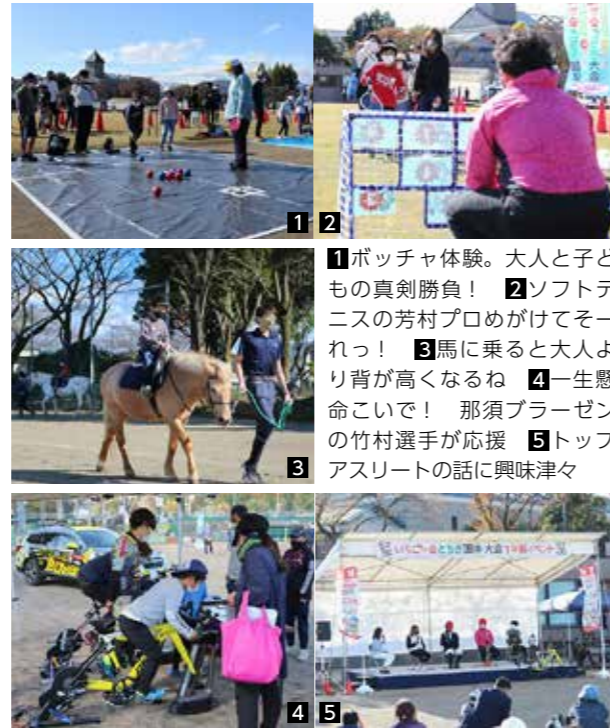 1
2
1ボッチャ体験。大人と子ど
もの真剣勝負! 2ソフトテ
ニスの芳村プロめがけてそー
れっ! 3馬に乗ると大人よ
り背が高くなるね 4一生懸
命こいで! 那須ブラーゼン
の竹村選手が応援 5トップ
アスリートの話に興味津々
3
いちご一会とちぎ国体
4
5